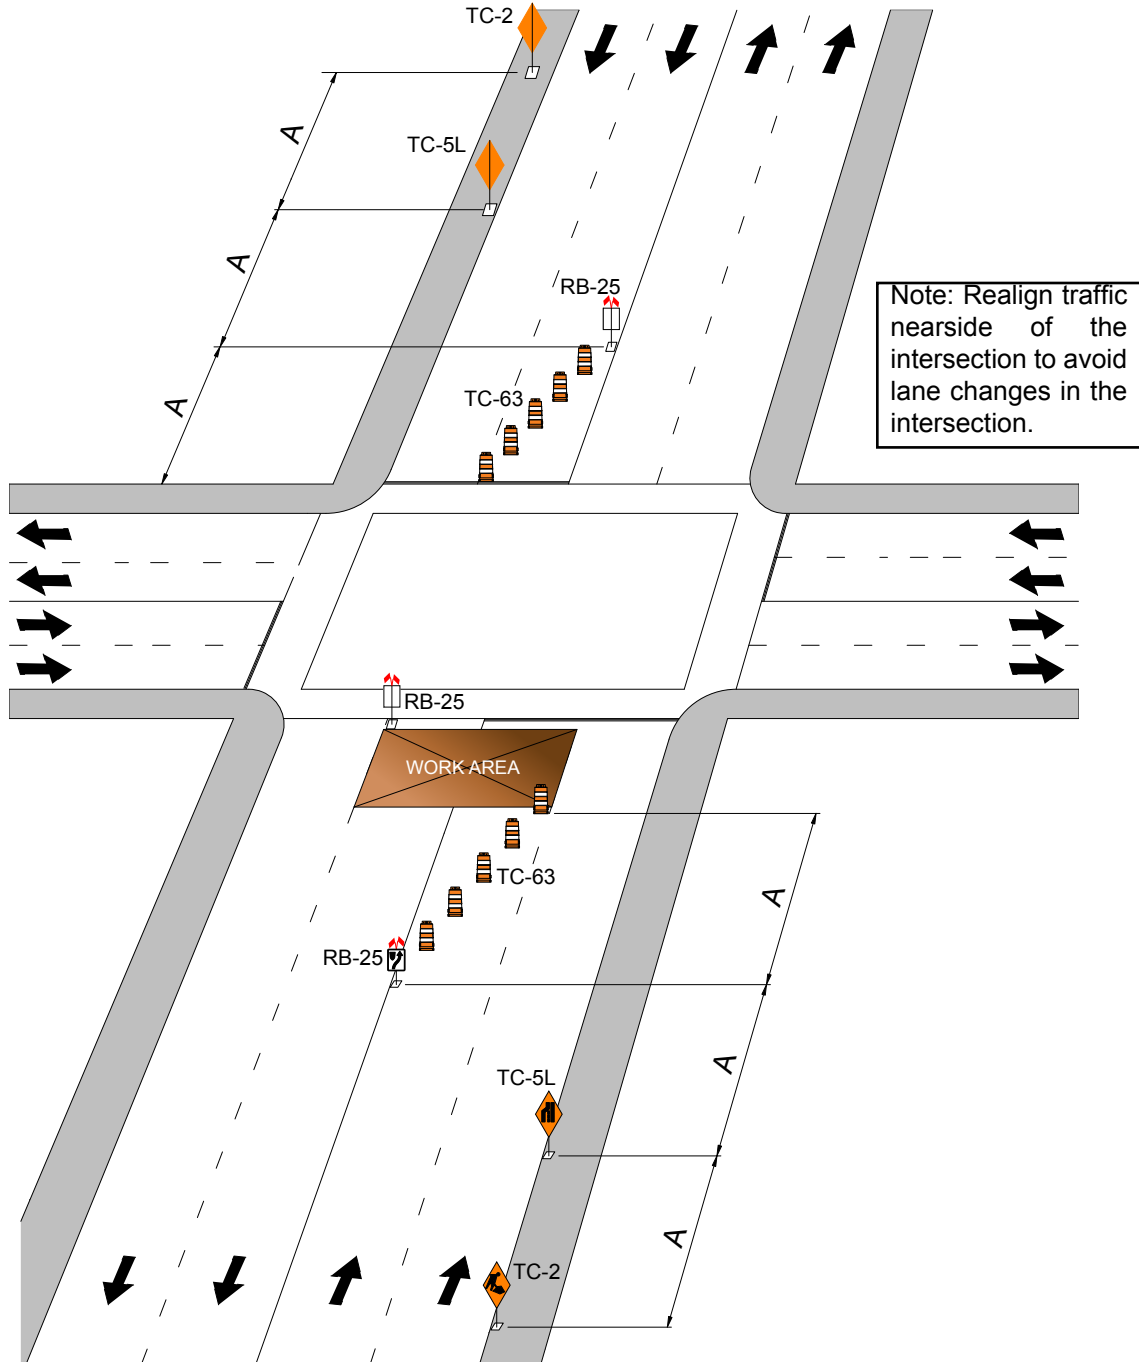 TC-2
A
TC-5L
A
RB-25
Note: Realign traffic
nearside of the
intersection to avoid
lane changes in the
intersection.
A
TC-63
RB-25
WORK AREA
TC-63
A
RB-25
A
TC-5L
A
TC-2